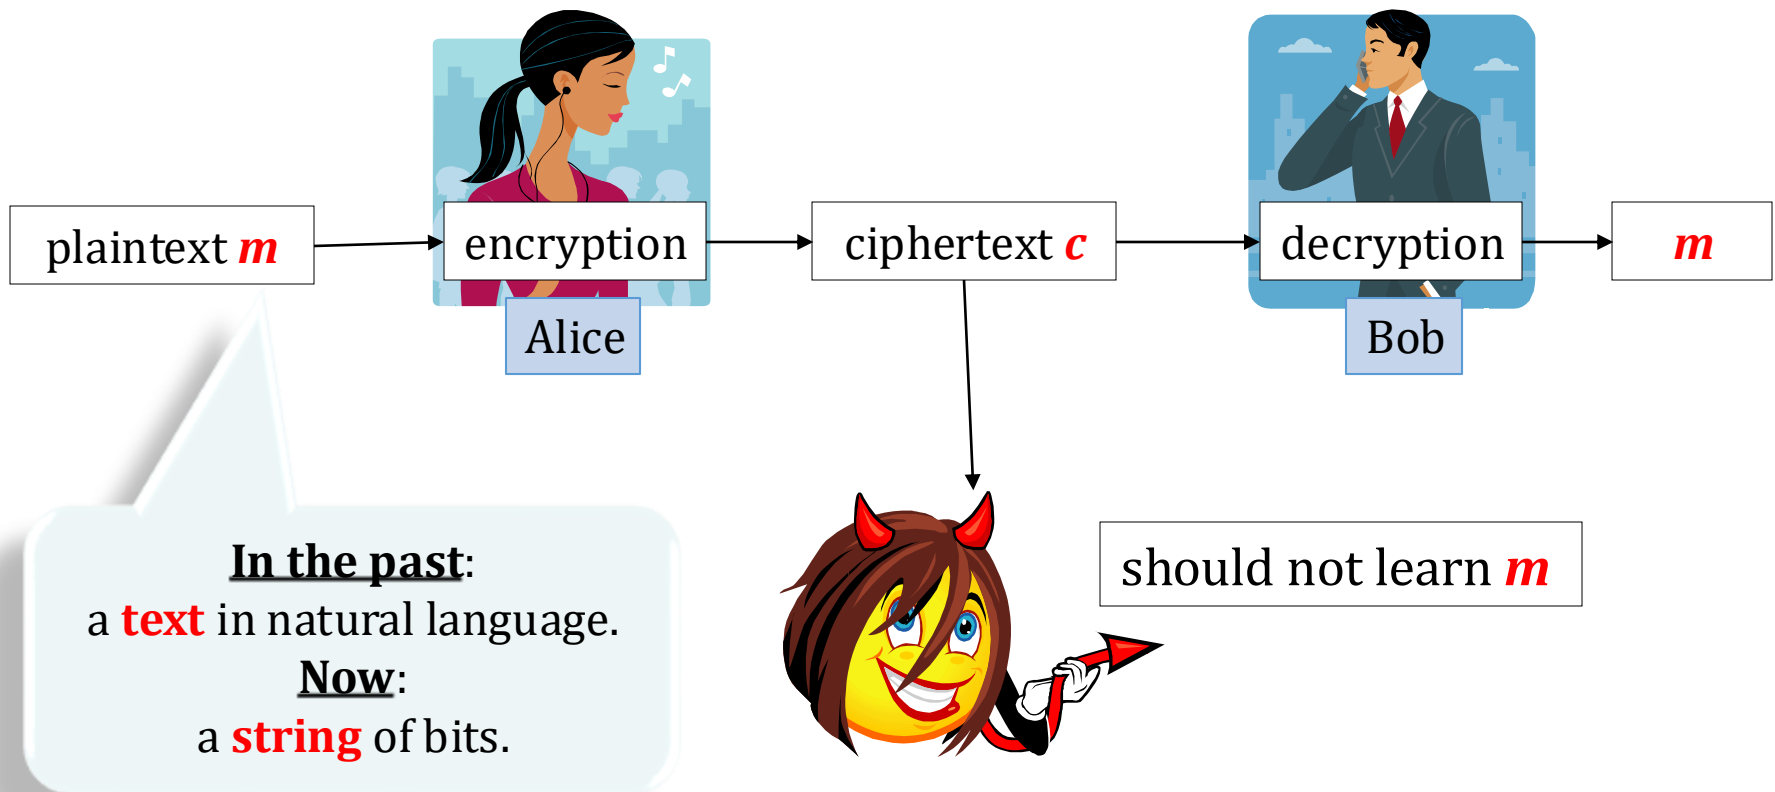 plaintext m
encryption
ciphertext c
decryption
m
Alice
Bob
In the past:
a text in natural language.
Now:
a string of bits.
should not learn m